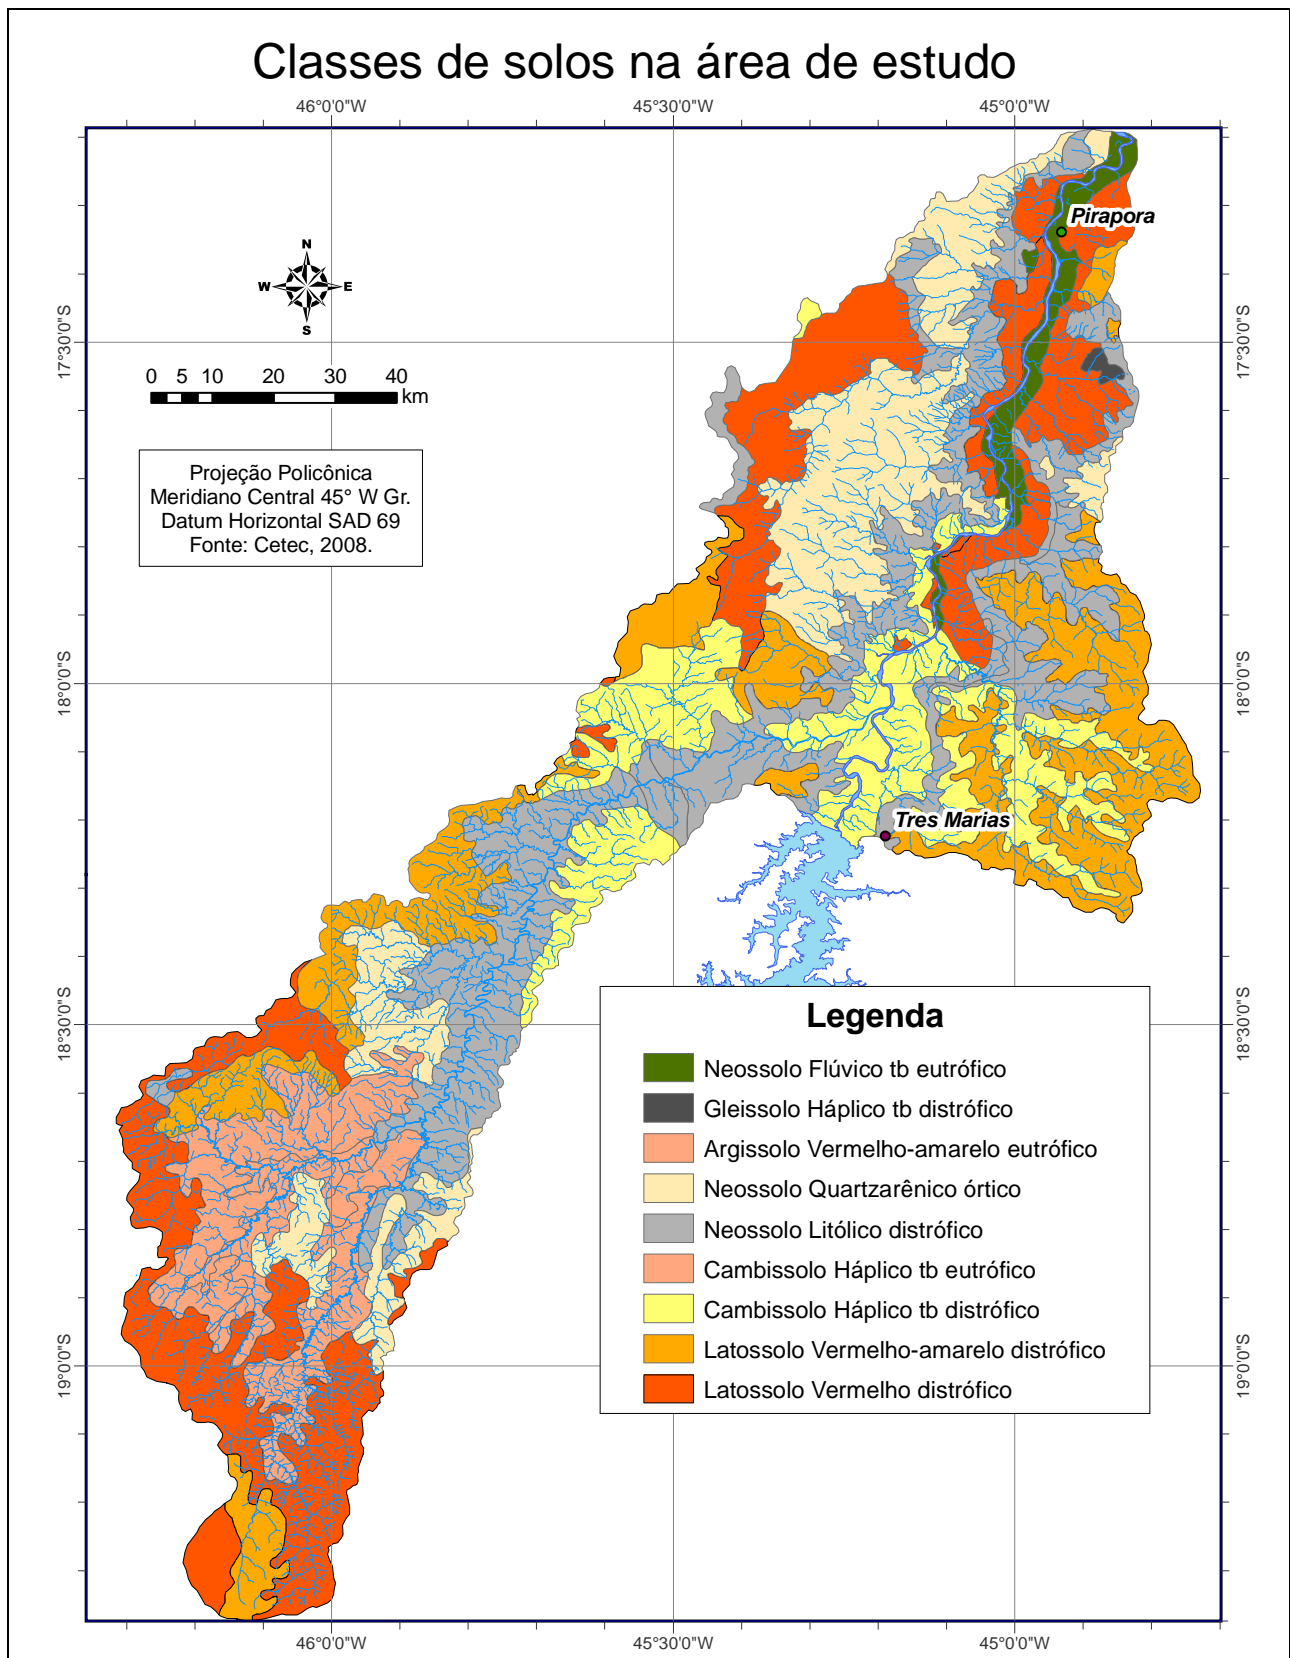 Classes de solos na área de estudo
46°0'0"W 45°30'0"W 45°0'0"W
Pirapora
N
W E
S
17°30'0"S 17°30'0"S
0 5 10 20 30 40 km
Projeção Policônica
Meridiano Central 45° W Gr.
Datum Horizontal SAD 69
Fonte: Cetec, 2008.
18°0'0"S 18°0'0"S
Tres Marias
18°30'0"S 18°30'0"S
Legenda
Neossolo Flúvico tb eutrófico
Gleissolo Háplico tb distrófico
Argissolo Vermelho-amarelo eutrófico
Neossolo Quartzarênico órtico
Neossolo Litólico distrófico
Cambissolo Háplico tb eutrófico
Cambissolo Háplico tb distrófico
Latossolo Vermelho-amarelo distrófico
Latossolo Vermelho distrófico
19°0'0"S 19°0'0"S
46°0'0"W 45°30'0"W 45°0'0"W